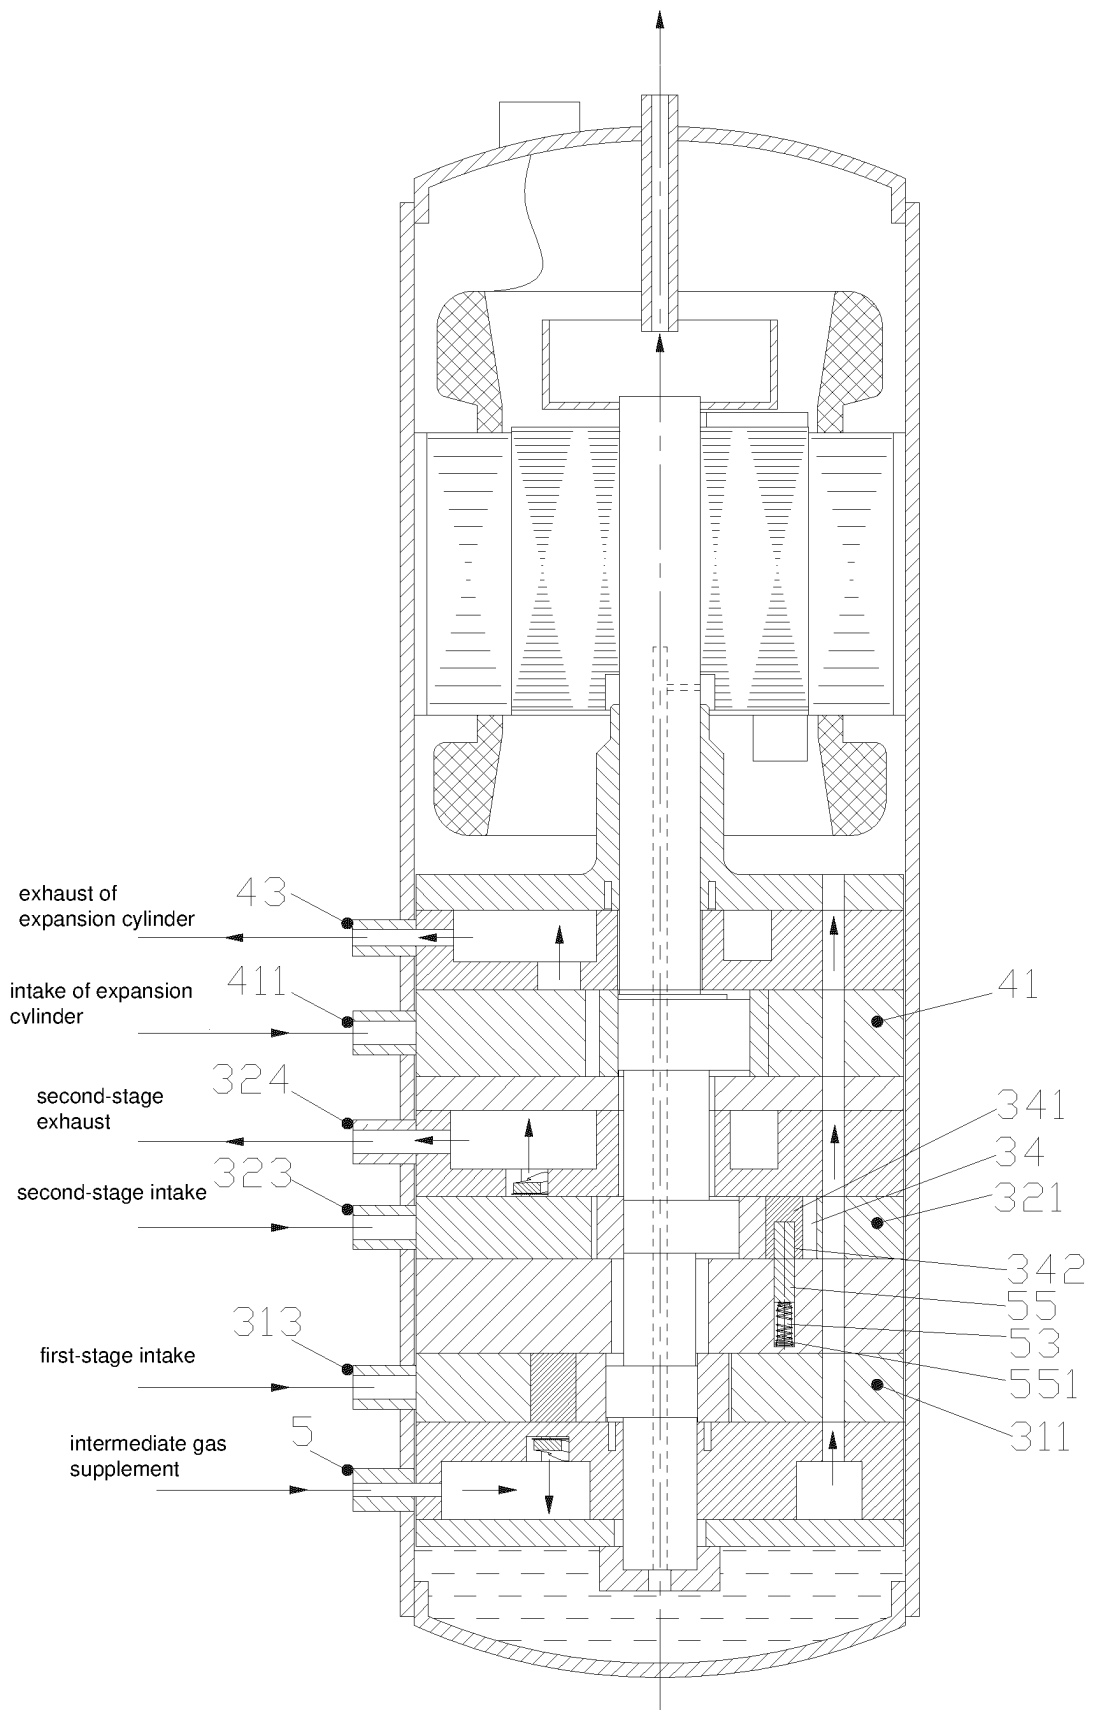 exhaust of
expansion cylinder
43
intake of expansion
cylinder
411
41
second-stage
exhaust
324
341
34
second-stage intake
323
321
342
55
53
551
first-stage intake
313
311
intermediate gas
supplement
5